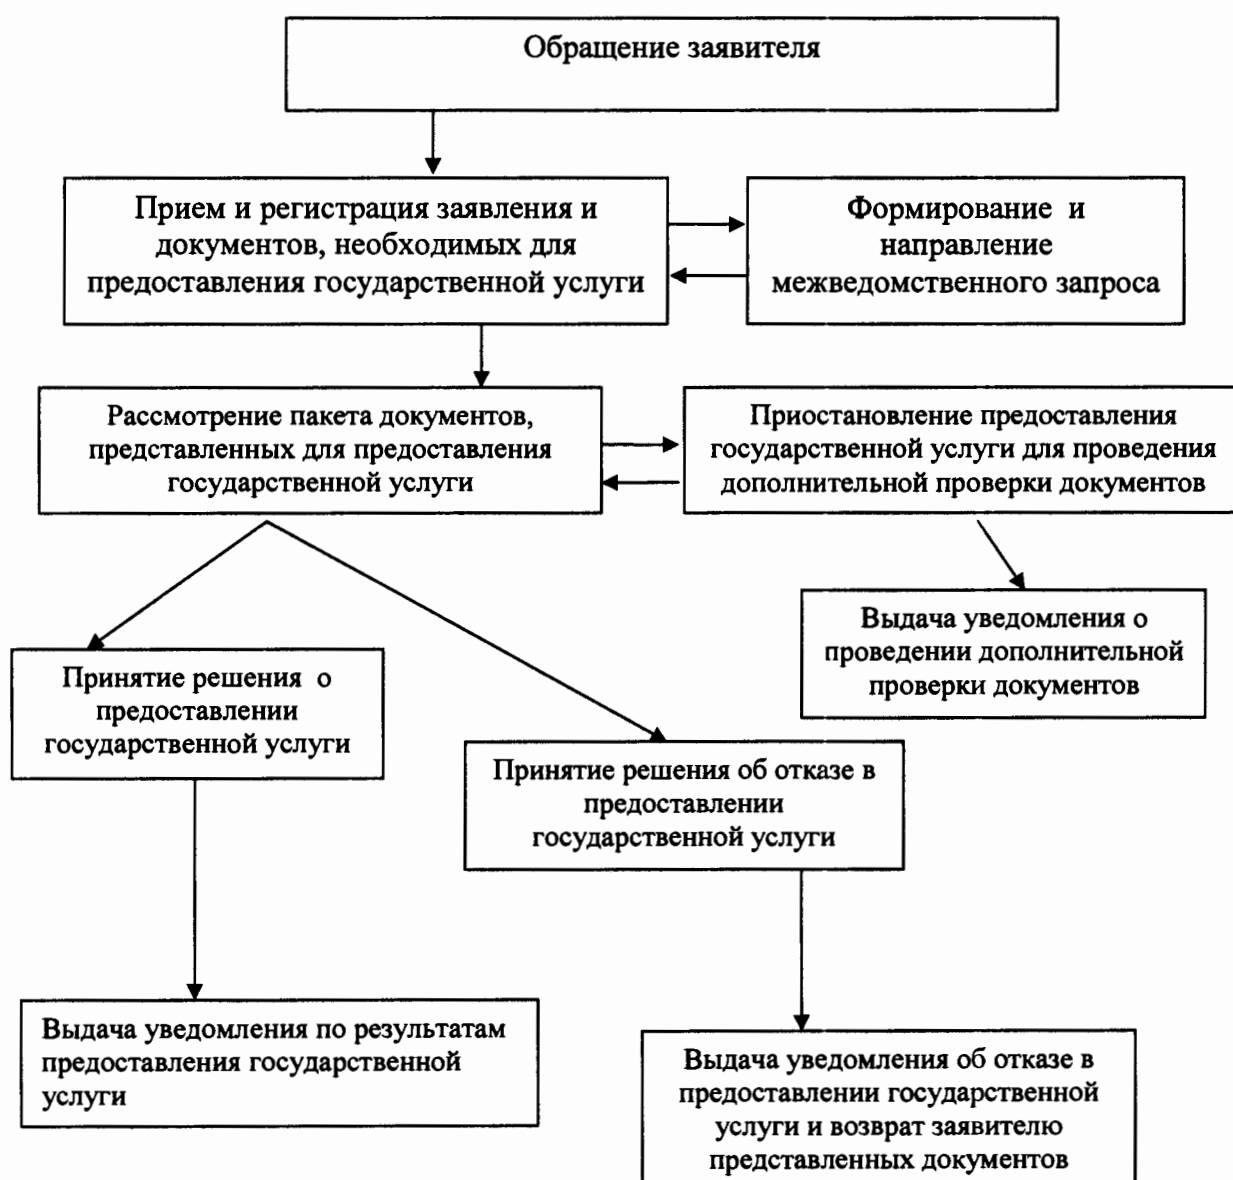 Обращение заявителя
Прием и регистрация заявления и
документов, необходимых для
предоставления государственной услуги
Формирование и
направление
межведомственного запроса
Рассмотрение пакета документов,
представленных для предоставления
государственной услуги
Приостановление предоставления
государственной услуги для проведения
дополнительной проверки документов
Выдача уведомления о
проведении дополнительной
проверки документов
Принятие решения о
предоставлении
государственной услуги
Принятие решения об отказе в
предоставлении
государственной услуги
Выдача уведомления по результатам
предоставления государственной
услуги
Выдача уведомления об отказе в
предоставлении государственной
услуги и возврат заявителю
представленных документов